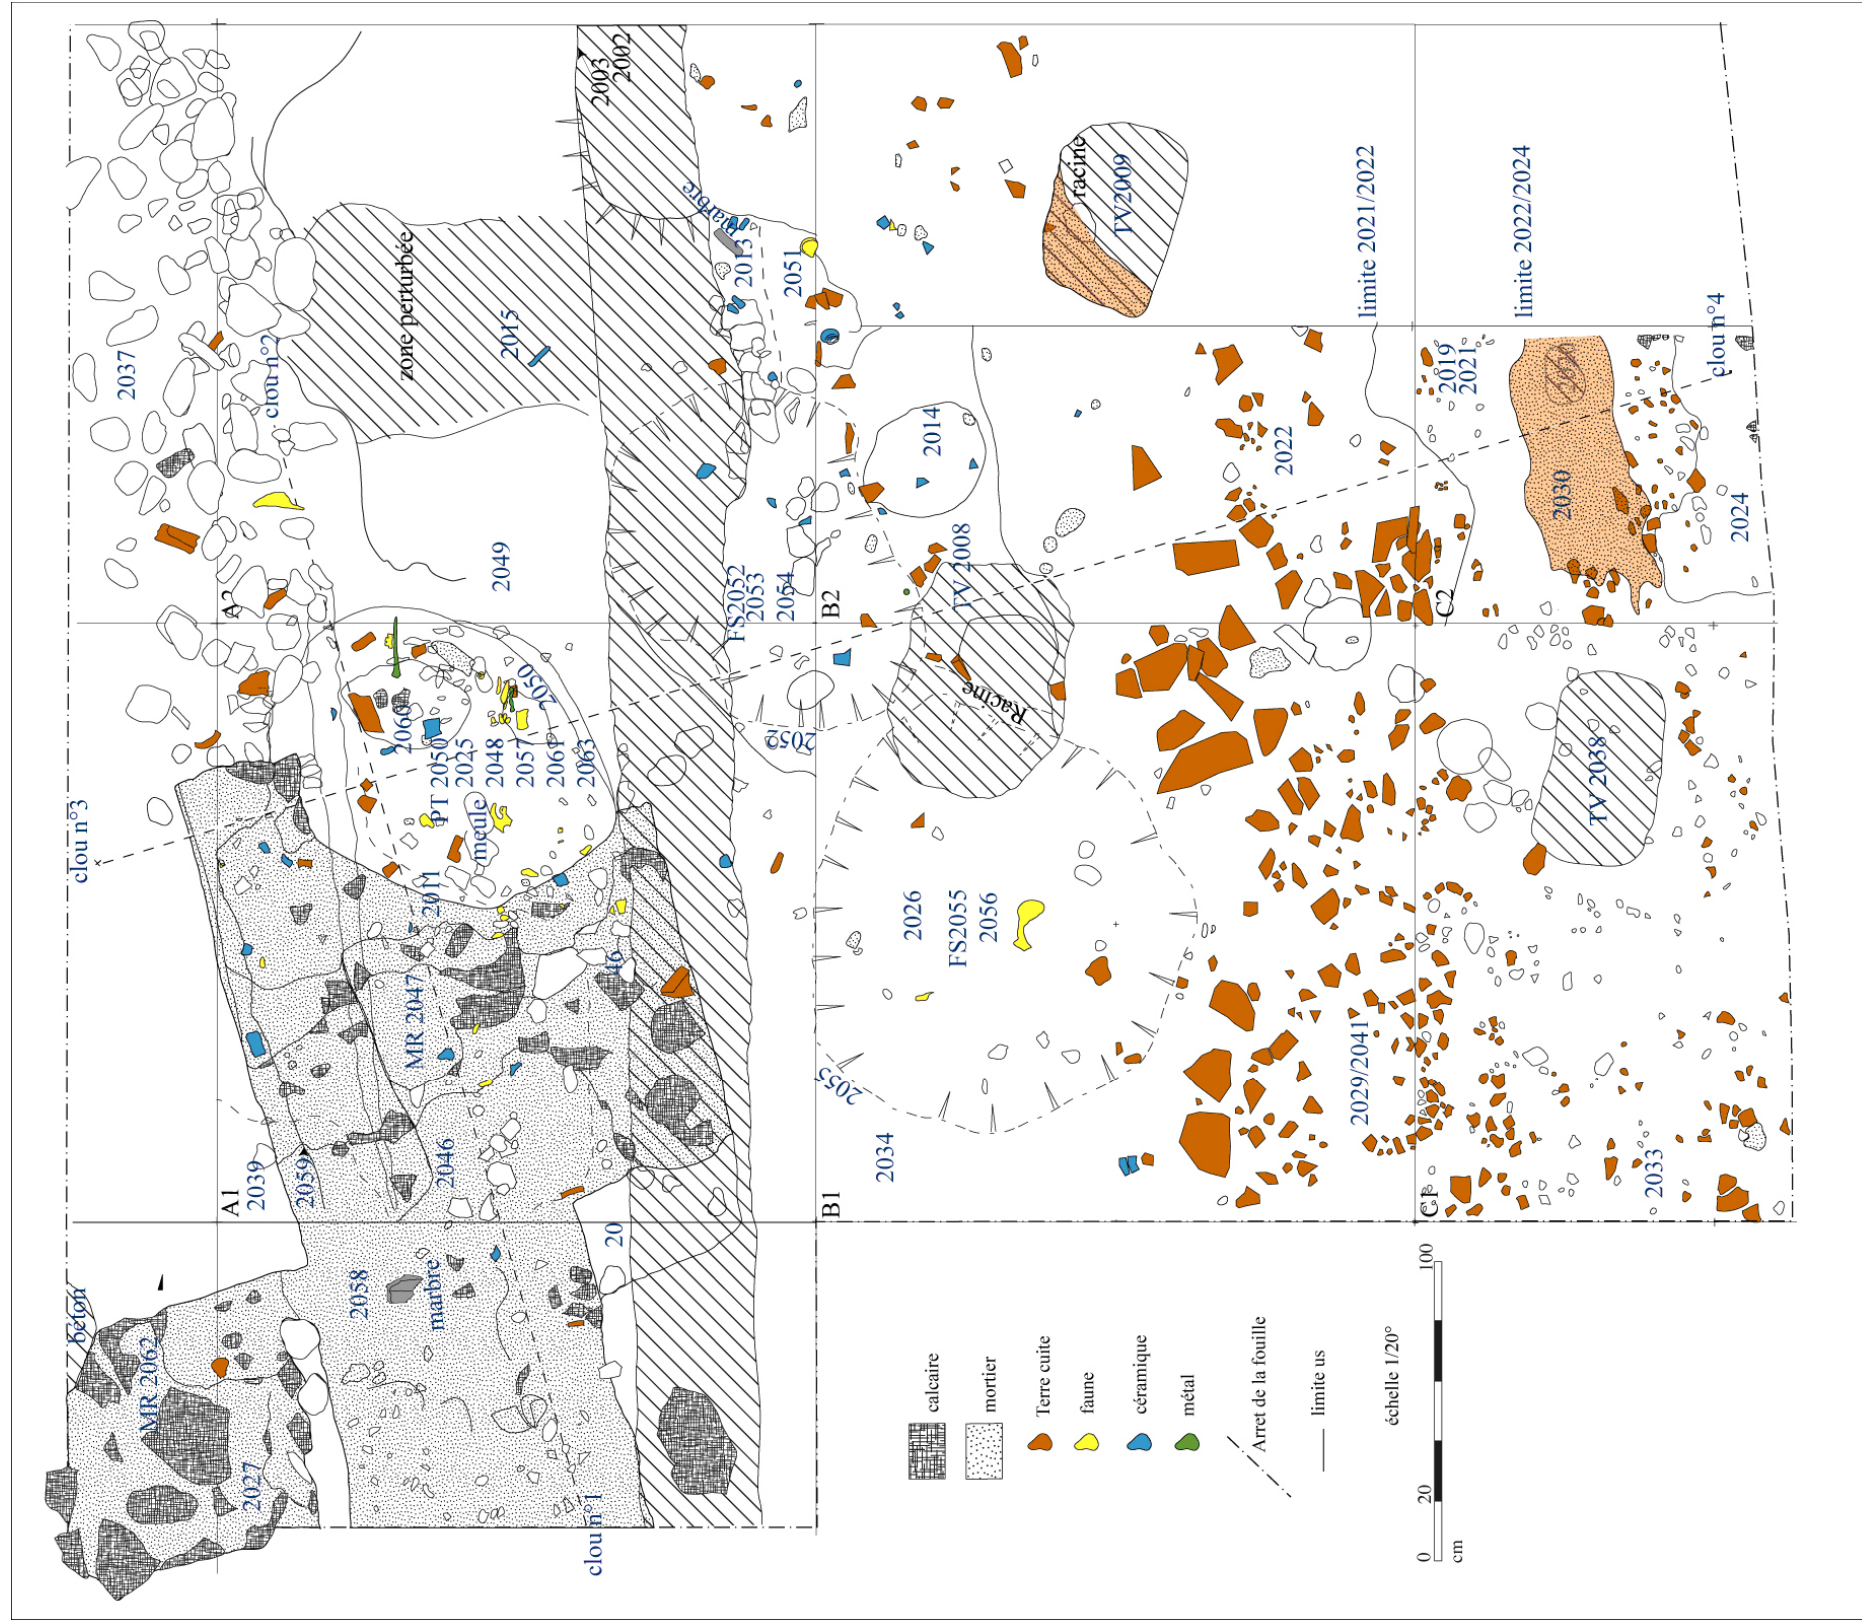 2037
clou n°2
clou n°3
A2
zone perturbée
2015
2049
2003
2002
marbre
2013
2051
FS2052
2053
2054
B2
2014
TV 2008
Racine
racine
TV2009
limite 2021/2022
limite 2022/2024
2022
2019
2021
2030
2024
clou n°4
C2
2050
2060
PT 2050
2025
2048
2057
2061
2063
meule
2011
MR 2047
46
2052
2026
FS2055
2056
2055
2034
2029/2041
TV 2038
2033
A1
2039
2059
2046
B1
C1
béton
MR 2062
2027
2058
marbre
20
clou n°1
calcaire
mortier
Terre cuite
faune
céramique
métal
Arret de la fouille
limite us
échelle 1/20°
0
20
100
cm